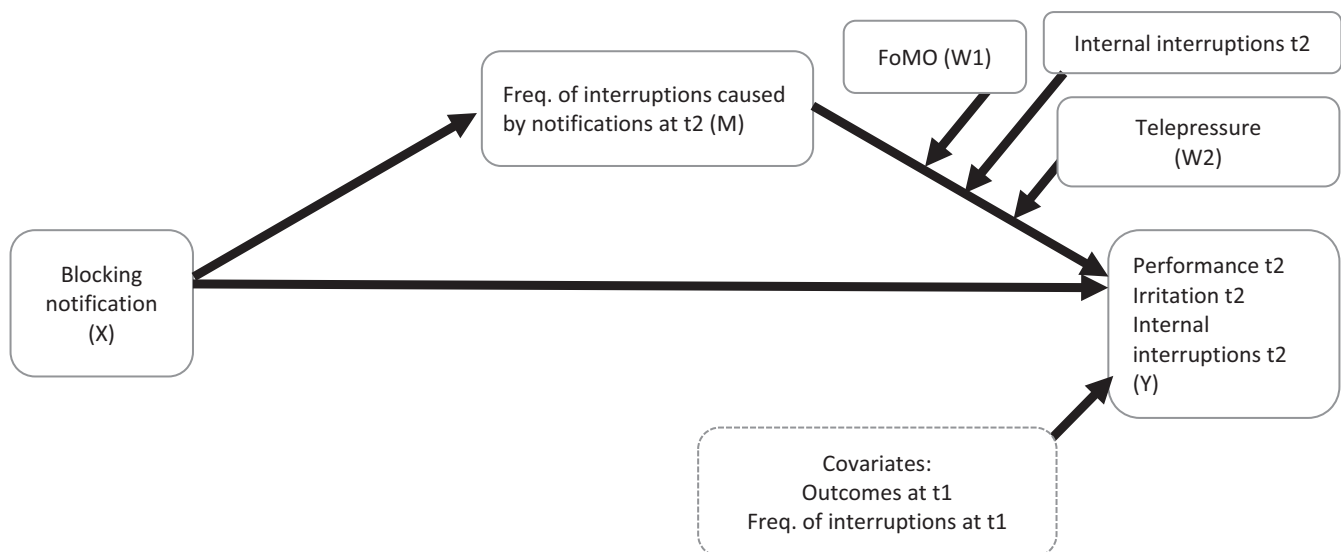 FoMO (W1)
Internal interruptions t2
Freq. of interruptions caused
by notifications at t2 (M)
Telepressure
(W2)
Blocking
notification
(X)
Performance t2
Irritation t2
Internal
interruptions t2
(Y)
Covariates:
Outcomes at t1
Freq. of interruptions at t1